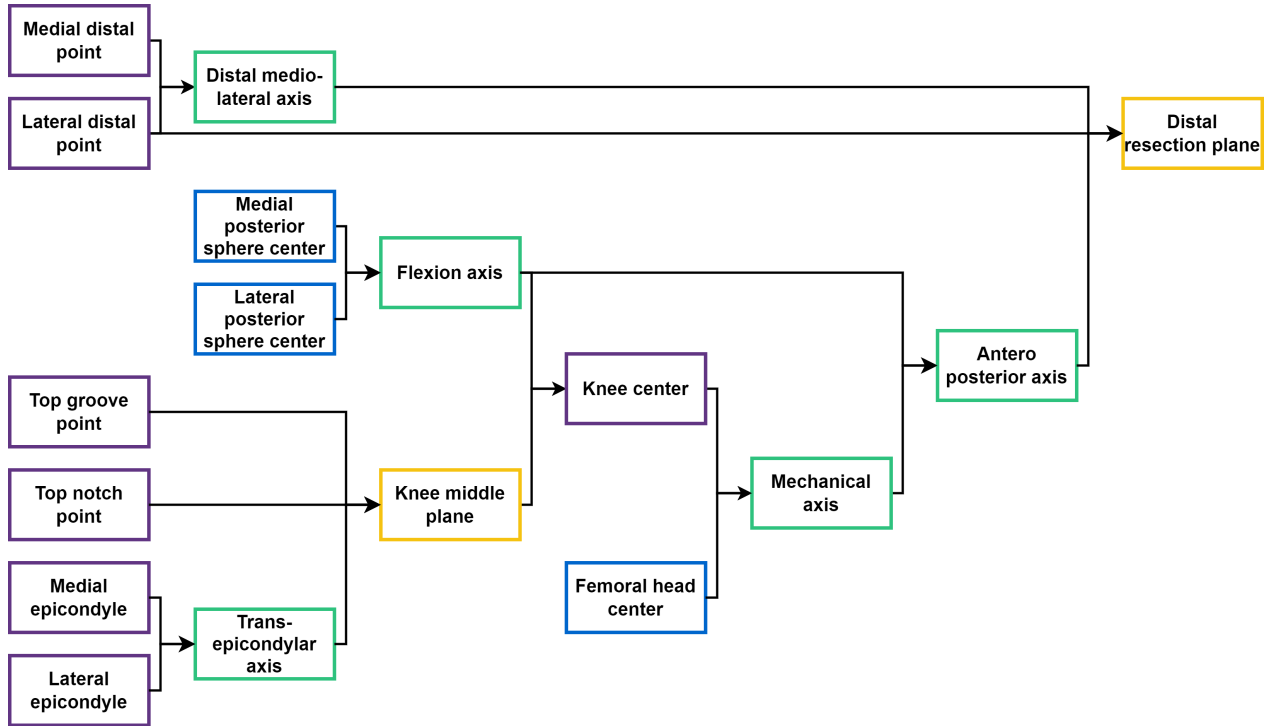 Medial distal
point
Lateral distal
point
Distal medio-
lateral axis
Distal
resection plane
Medial
posterior
sphere center
Lateral
posterior
sphere center
Flexion axis
Top groove
point
Top notch
point
Medial
epicondyle
Lateral
epicondyle
Trans-
epicondylar
axis
Knee middle
plane
Knee center
Femoral head
center
Mechanical
axis
Antero
posterior axis